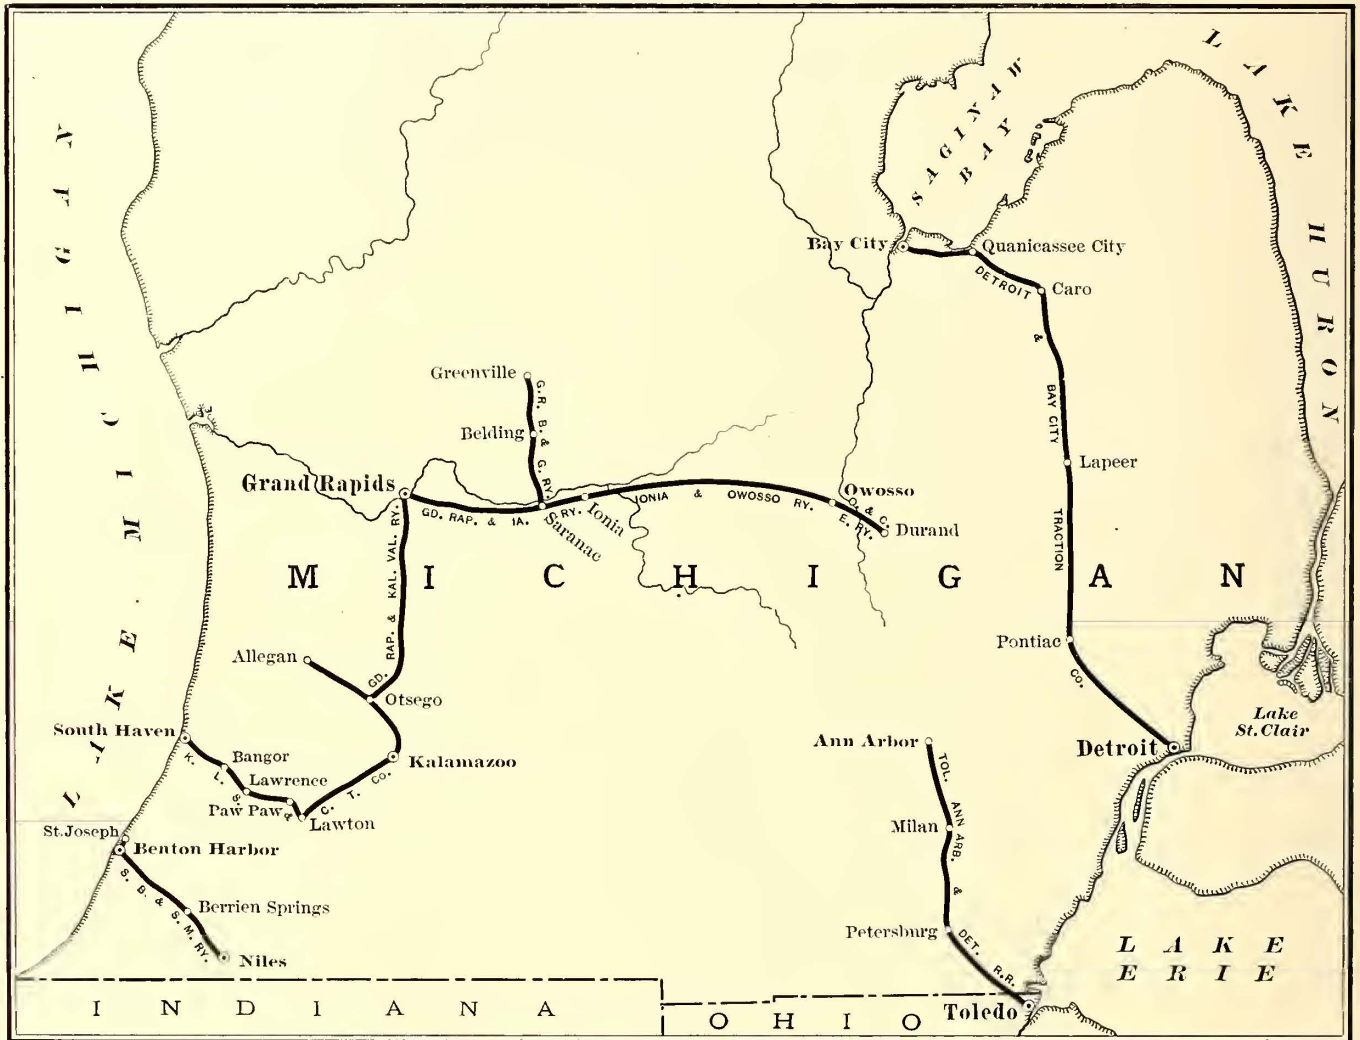 LAKE HURON
SAGINAW
BAY
LAKE MICHIGAN
Bay City
Quanicassee City
DETROIT & BAY CITY TRACTION CO.
Caro
Greenville
G.R. B. & G. RY.
Belding
Lapeer
Grand Rapids
Owosso
GD. RAP. & IA. RY.
IONIA & OWOSSO RY.
O. & C. E. RY.
Ionia
Saranac
Durand
MICHIGAN
GD. RAP. & KAL. VAL. RY.
Pontiac
Allegan
Otsego
Lake
St. Clair
South Haven
Ann Arbor
Detroit
Bangor
Kalamazoo
K. L. S. & C. T. Co.
Lawrence
Paw Paw
Lawton
TOL. ANN ARB. & DET. R.R.
St. Joseph
Milan
Benton Harbor
S. B. & S. M. RY.
Berrien Springs
Petersburg
Niles
LAKE
ERIE
INDIANA
OHIO
Toledo